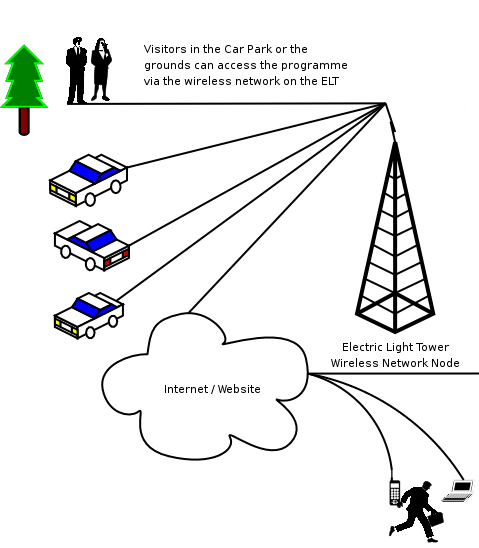 Visitors in the Car Park or the
grounds can access the programme
via the wireless network on the ELT
Electric Light Tower
Wireless Network Node
Internet / Website